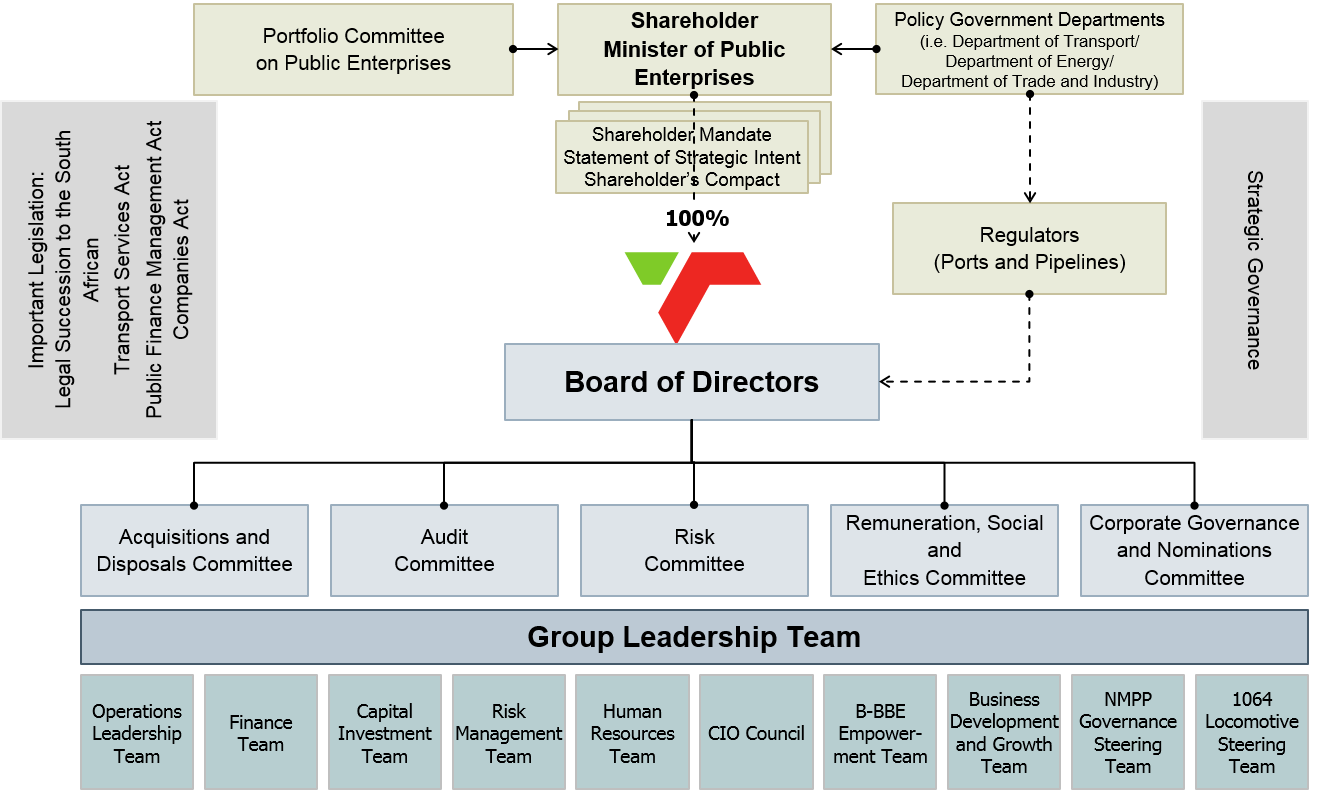 Portfolio Committee
on Public Enterprises
Shareholder
Minister of Public
Enterprises
Policy Government Departments
(i.e. Department of Transport/
Department of Energy/
Department of Trade and Industry)
Important Legislation:
Legal Succession to the South
African
Transport Services Act
Public Finance Management Act
Companies Act
Shareholder Mandate
Statement of Strategic Intent
Shareholder's Compact
100%
Regulators
(Ports and Pipelines)
Strategic Governance
Board of Directors
Acquisitions and
Disposals Committee
Audit
Committee
Risk
Committee
Remuneration, Social
and
Ethics Committee
Corporate Governance
and Nominations
Committee
Group Leadership Team
Operations
Leadership
Team
Finance
Team
Capital
Investment
Team
Risk
Management
Team
Human
Resources
Team
CIO Council
B-BBE
Empower-
ment Team
Business
Development
and Growth
Team
NMPP
Governance
Steering
Team
1064
Locomotive
Steering
Team